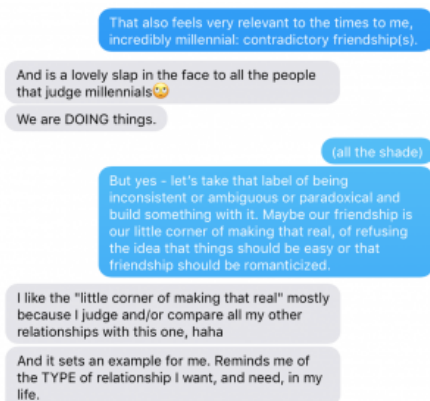 That also feels very relevant to the times to me,
incredibly millennial: contradictory friendship(s).
And is a lovely slap in the face to all the people
that judge millennials😳
We are DOING things.
(all the shade)
But yes - let's take that label of being
inconsistent or ambiguous or paradoxical and
build something with it. Maybe our friendship is
our little corner of making that real, of refusing
the idea that things should be easy or that
friendship should be romanticized.
I like the "little corner of making that real" mostly
because I judge and/or compare all my other
relationships with this one, haha
And it sets an example for me. Reminds me of
the TYPE of relationship I want, and need, in my
life.